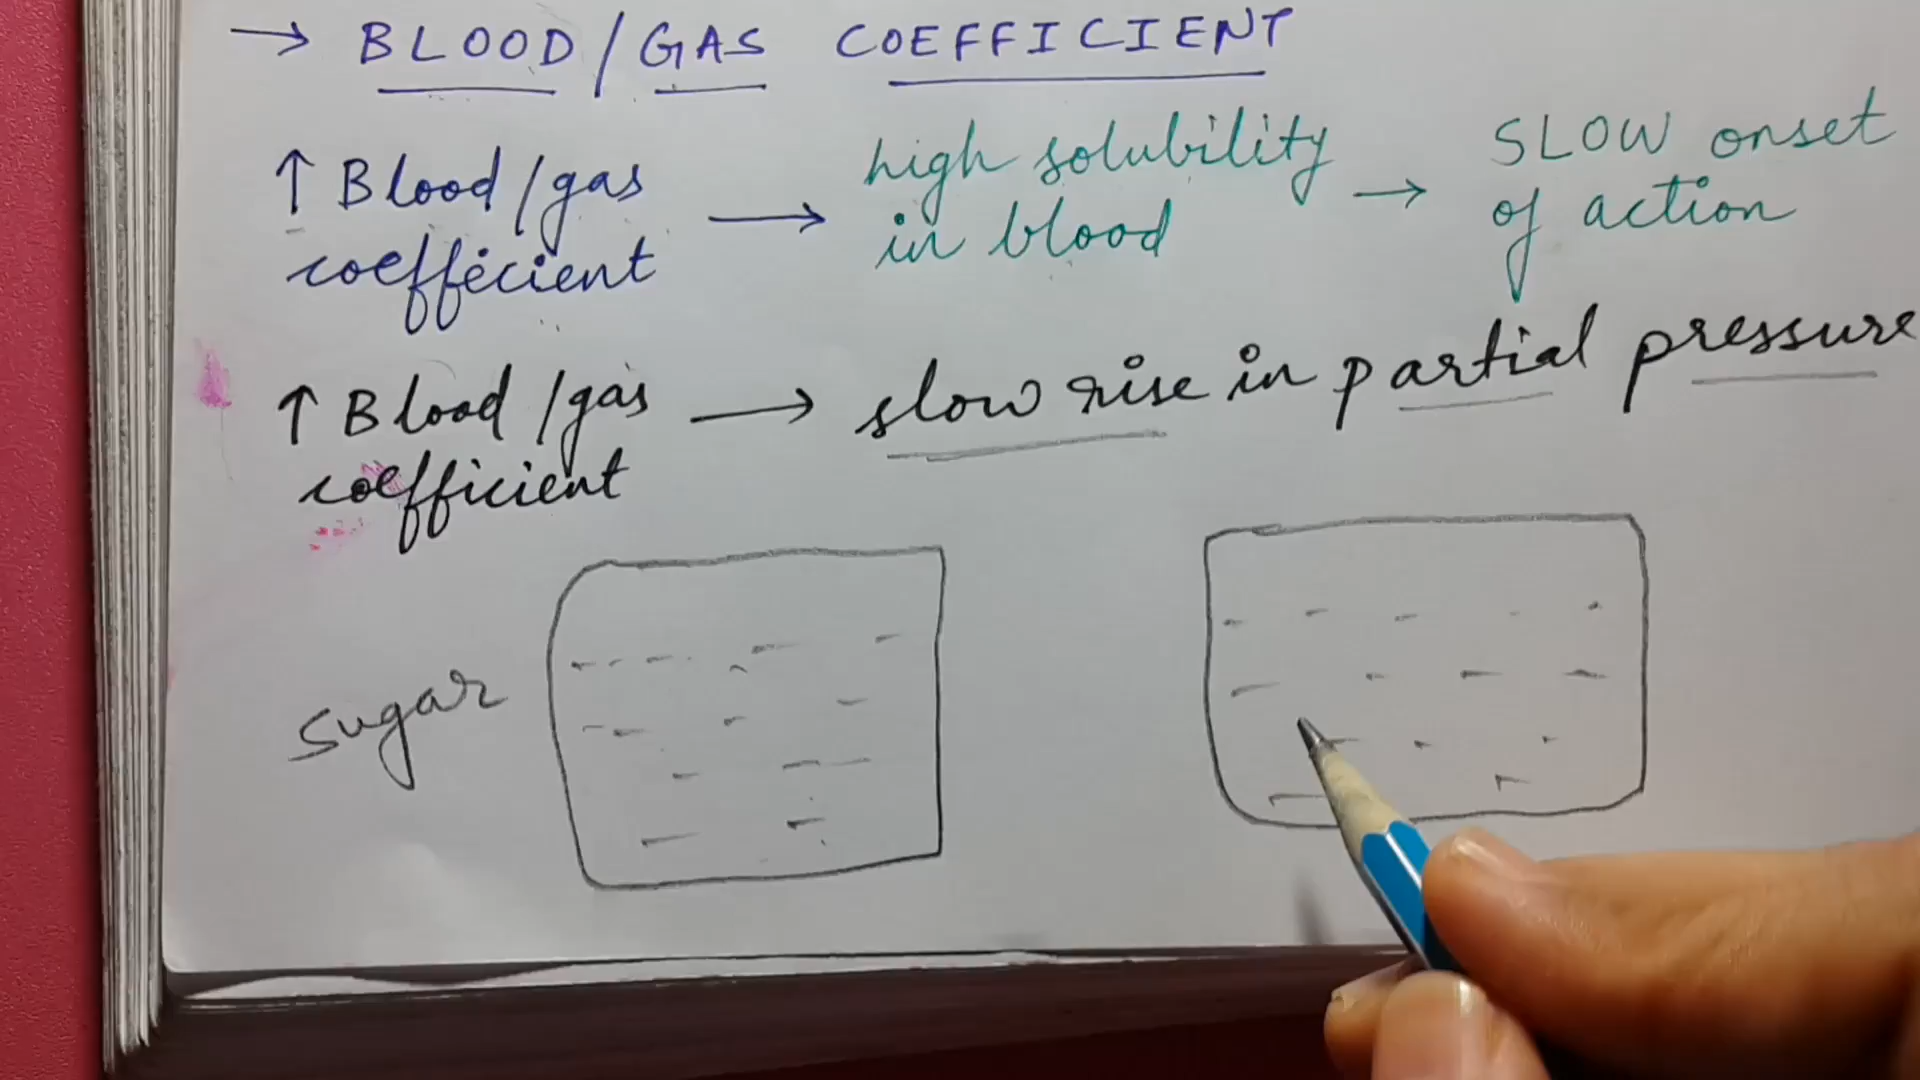 → BLOOD/GAS COEFFICIENT
↑ Blood/gas coefficient → high solubility in blood → SLOW onset of action
↑ Blood/gas coefficient → slow rise in partial pressure
sugar